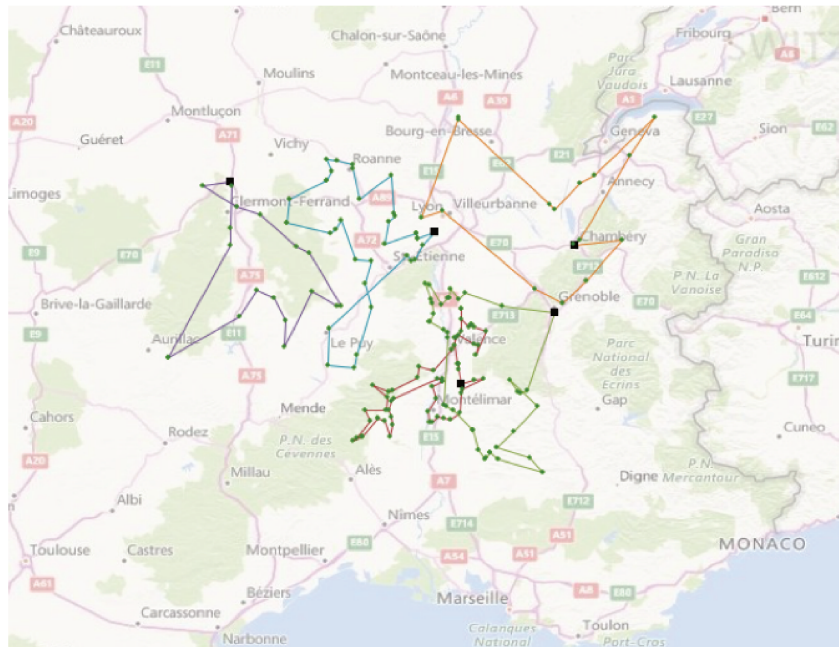 Châteauroux
Chalon-sur-Saône
Fribourg
Bern
E11
Moulins
Montceau-les-Mines
Parc
Jura
Vaudois
Lausanne
A6
E27
Montluçon
A20
A71
Vichy
Bourg-en-Bresse
A39
A3
Sion
E62
Guéret
Roanne
E21
Geneva
Limoges
Clermont-Ferrand
Annecy
A89
Lyon
Villeurbanne
Aosta
E9
E70
A72
E70
Chambéry
Gran
Paradiso
N.P.
E612
A75
E712
P.N. La
Vanoise
Brive-la-Gaillarde
Grenoble
E70
E9
Aurillac
E11
Le Puy
E713
Valence
E64
Turin
Parc
National
des
Ecrins
A75
E717
Mende
Montélimar
Gap
Cahors
Rodez
P.N. des
Cévennes
E15
Cuneo
A20
Millau
Alès
A7
Digne
P.N.
Mercantour
Albi
Nîmes
E712
E714
A51
MONACO
Toulouse
Castres
Montpellier
E80
A54
A51
A61
Béziers
Marseille
A8
E80
Carcassonne
Calanques
National
Toulon
Narbonne
Port-Cros